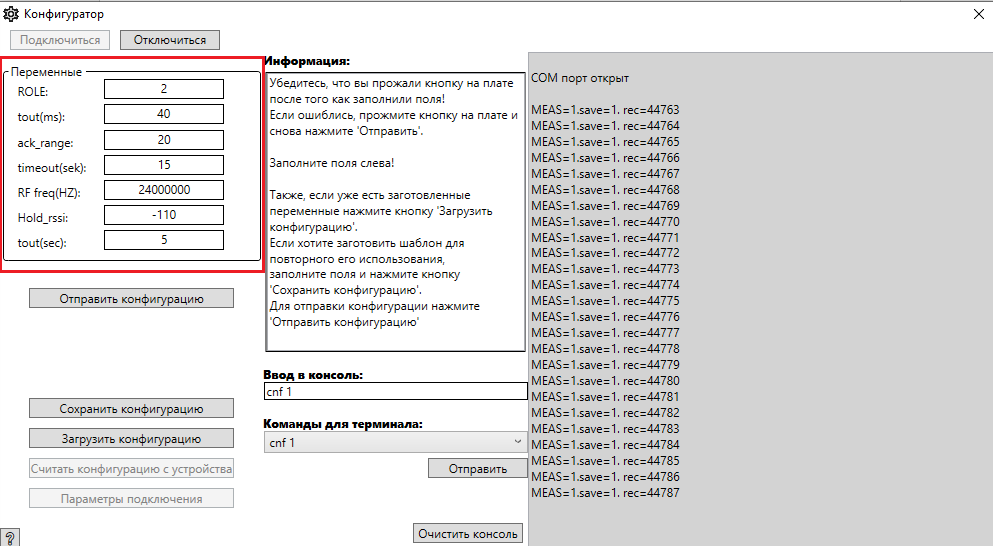 Конфигуратор
Подключиться
Отключиться
Переменные
ROLE: 2
tout(ms): 40
ack_range: 20
timeout(sek): 15
RF freq(HZ): 24000000
Hold_rssi: -110
tout(sec): 5
Отправить конфигурацию
Сохранить конфигурацию
Загрузить конфигурацию
Считать конфигурацию с устройства
Параметры подключения
?
Информация:
Убедитесь, что вы прожали кнопку на плате
после того как заполнили поля!
Если ошиблись, прожмите кнопку на плате и
снова нажмите 'Отправить'.
Заполните поля слева!
Также, если уже есть заготовленные
переменные нажмите кнопку 'Загрузить
конфигурацию'.
Если хотите заготовить шаблон для
повторного его использования,
заполните поля и нажмите кнопку
'Сохранить конфигурацию'.
Для отправки конфигурации нажмите
'Отправить конфигурацию'
Ввод в консоль:
cnf 1
Команды для терминала:
cnf 1
Отправить
Очистить консоль
COM порт открыт
MEAS=1.save=1. rec=44763
MEAS=1.save=1. rec=44764
MEAS=1.save=1. rec=44765
MEAS=1.save=1. rec=44766
MEAS=1.save=1. rec=44767
MEAS=1.save=1. rec=44768
MEAS=1.save=1. rec=44769
MEAS=1.save=1. rec=44770
MEAS=1.save=1. rec=44771
MEAS=1.save=1. rec=44772
MEAS=1.save=1. rec=44773
MEAS=1.save=1. rec=44774
MEAS=1.save=1. rec=44775
MEAS=1.save=1. rec=44776
MEAS=1.save=1. rec=44777
MEAS=1.save=1. rec=44778
MEAS=1.save=1. rec=44779
MEAS=1.save=1. rec=44780
MEAS=1.save=1. rec=44781
MEAS=1.save=1. rec=44782
MEAS=1.save=1. rec=44783
MEAS=1.save=1. rec=44784
MEAS=1.save=1. rec=44785
MEAS=1.save=1. rec=44786
MEAS=1.save=1. rec=44787